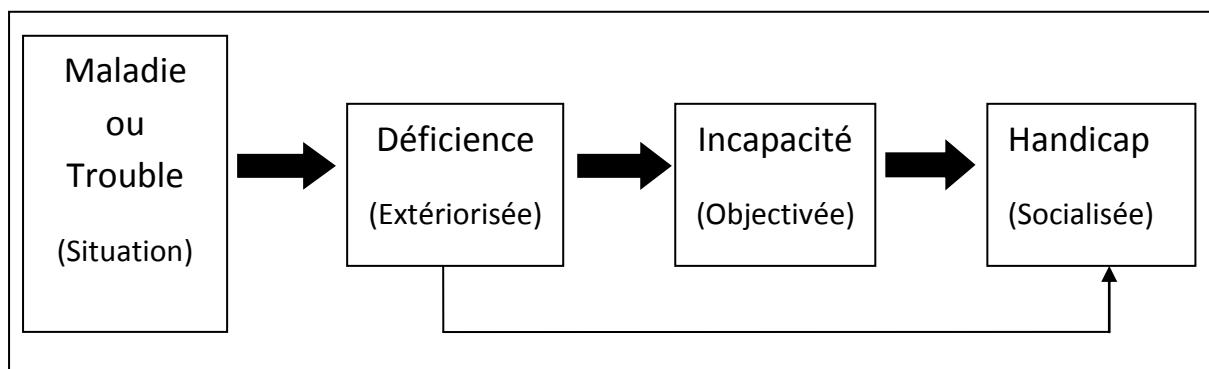 Maladie
ou
Trouble
(Situation)
Déficience
(Extériorisée)
Incapacité
(Objectivée)
Handicap
(Socialisée)